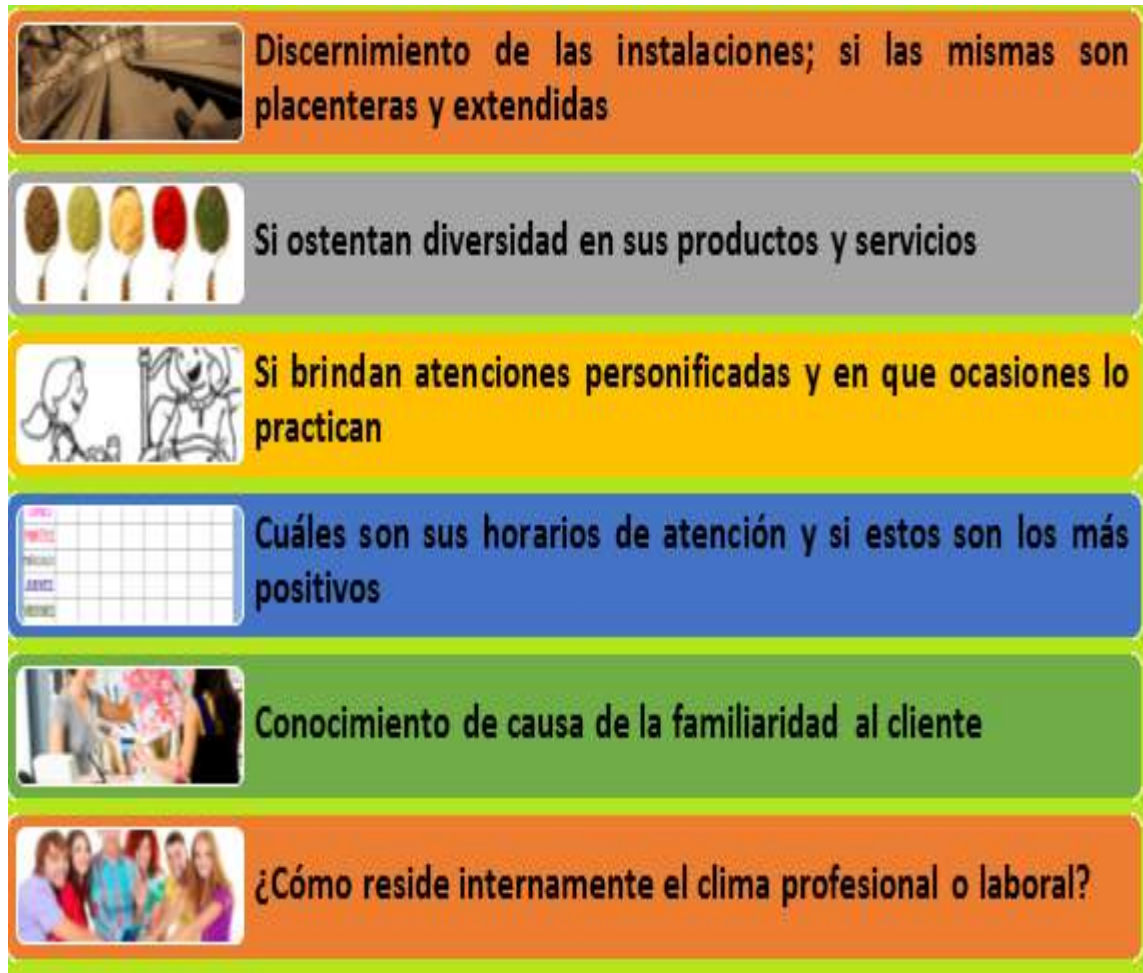 Discernimiento de las instalaciones; si las mismas son
placenteras y extendidas
Si ostentan diversidad en sus productos y servicios
Si brindan atenciones personificadas y en que ocasiones lo
practican
Cuáles son sus horarios de atención y si estos son los más
positivos
Conocimiento de causa de la familiaridad al cliente
¿Cómo reside internamente el clima profesional o laboral?